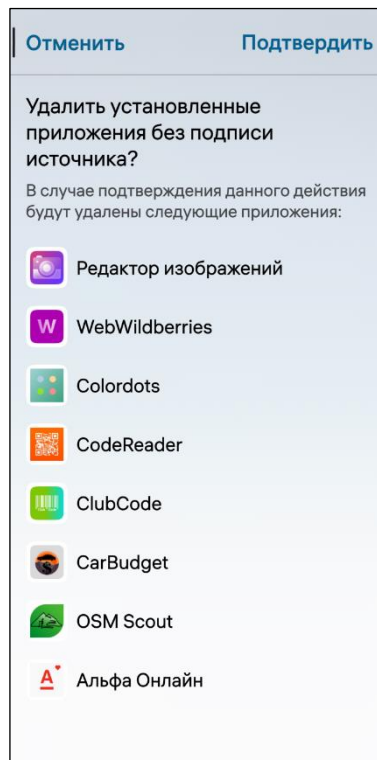 Отменить Подтвердить
Удалить установленные
приложения без подписи
источника?
В случае подтверждения данного действия
будут удалены следующие приложения:
Редактор изображений
W WebWildberries
Colordots
CodeReader
ClubCode
CarBudget
OSM Scout
А Альфа Онлайн